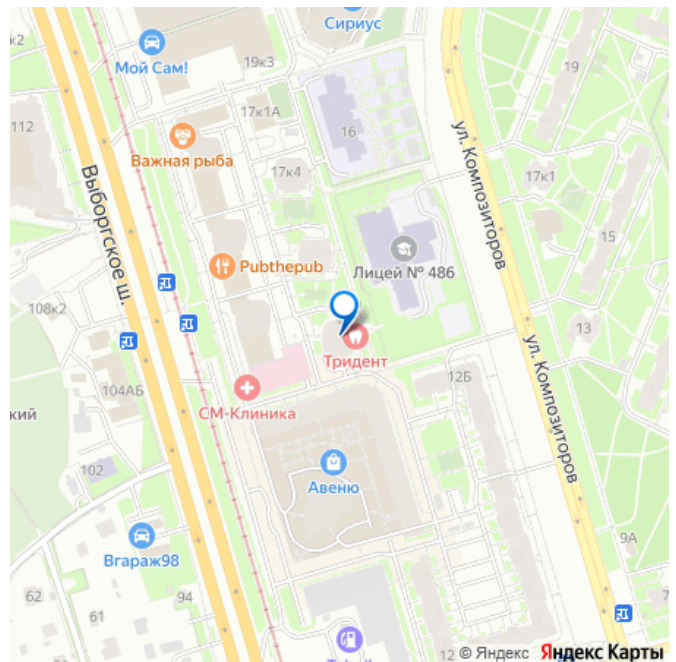 Сириус
к2
Мой Сам!
19к3
19
17к1А
112
16
Важная рыба
17к4
17к1
ул. Композиторов
Выборгское ш.
15
Лицей № 486
Pubthepub
108к2
13
ул. Композиторов
Тридент
12Б
104АБ
СМ-Клиника
кий
102
Авеню
9А
Вгараж98
62
94
61
7
© Яндекс Яндекс Карты